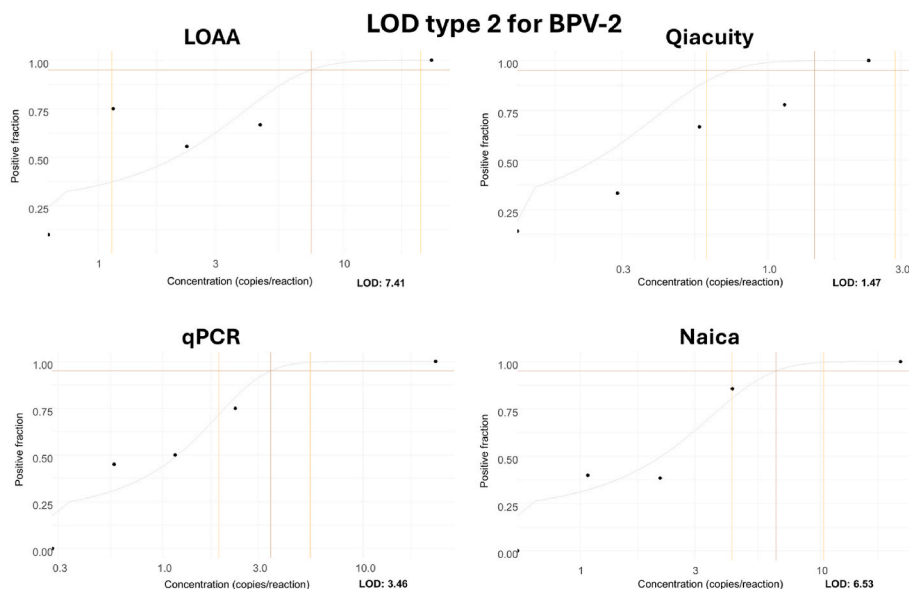 LOD type 2 for BPV-2
LOAA
1.00
0.75
0.50
0.25
Positive fraction
1
3
10
Concentration (copies/reaction)
LOD: 7.41
Qiacuity
1.00
0.75
0.50
0.25
Positive fraction
0.3
1.0
3.0
Concentration (copies/reaction)
LOD: 1.47
qPCR
1.00
0.75
0.50
0.25
0.00
Positive fraction
0.3
1.0
3.0
10.0
Concentration (copies/reaction)
LOD: 3.46
Naica
1.00
0.75
0.50
0.25
0.00
Positive fraction
1
3
10
Concentration (copies/reaction)
LOD: 6.53